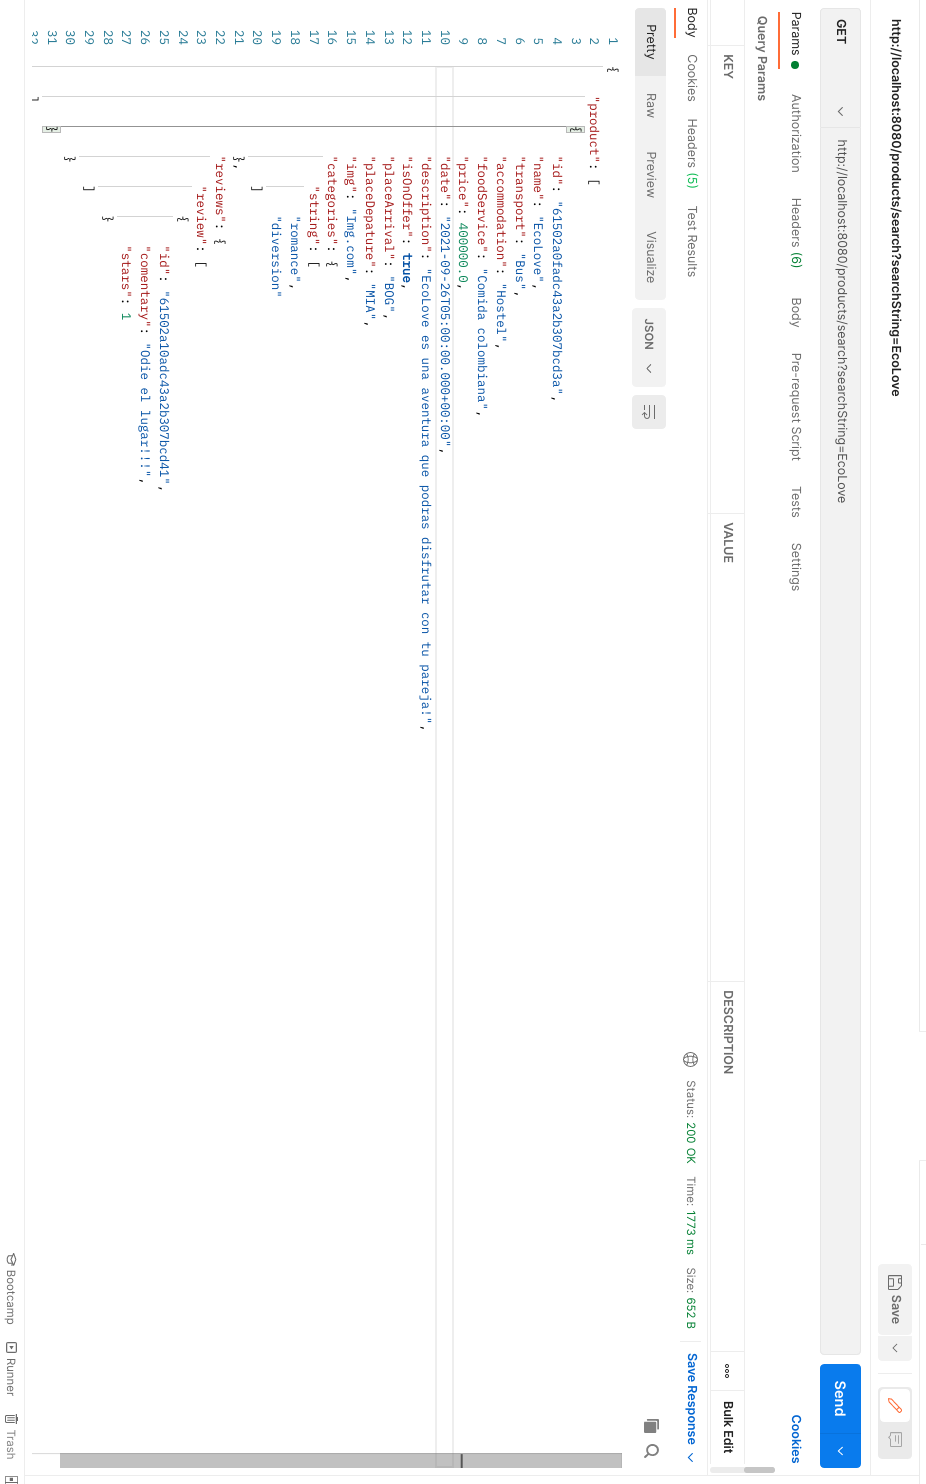 http://localhost:8080/products/search?searchString=EcoLove
Save
GET http://localhost:8080/products/search?searchString=EcoLove Send
Params Authorization Headers (6) Body Pre-request Script Tests Settings Cookies
Query Params
KEY VALUE DESCRIPTION ooo Bulk Edit
Body Cookies Headers (5) Test Results Status: 200 OK Time: 1773 ms Size: 652 B Save Response
Pretty Raw Preview Visualize JSON
1 {
2 "product": [
3 {
4 "id": "61502a0fadc43a2b307bcd3a",
5 "name": "EcoLove",
6 "transport": "Bus",
7 "accommodation": "Hostel",
8 "foodService": "Comida colombiana",
9 "price": 400000.0,
10 "date": "2021-09-26T05:00:00.000+00:00",
11 "description": "EcoLove es una aventura que podras disfrutar con tu pareja!",
12 "isOnOffer": true,
13 "placeArrival": "BOG",
14 "placeDepature": "MIA",
15 "img": "Img.com",
16 "categories": {
17 "string": [
18 "romance",
19 "diversion"
20 ]
21 },
22 "reviews": {
23 "review": [
24 {
25 "id": "61502a10adc43a2b307bcd41",
26 "comentary": "Odie el lugar!!!",
27 "stars": 1
28 }
29 ]
30 }
31 }
32 ]
Bootcamp Runner Trash